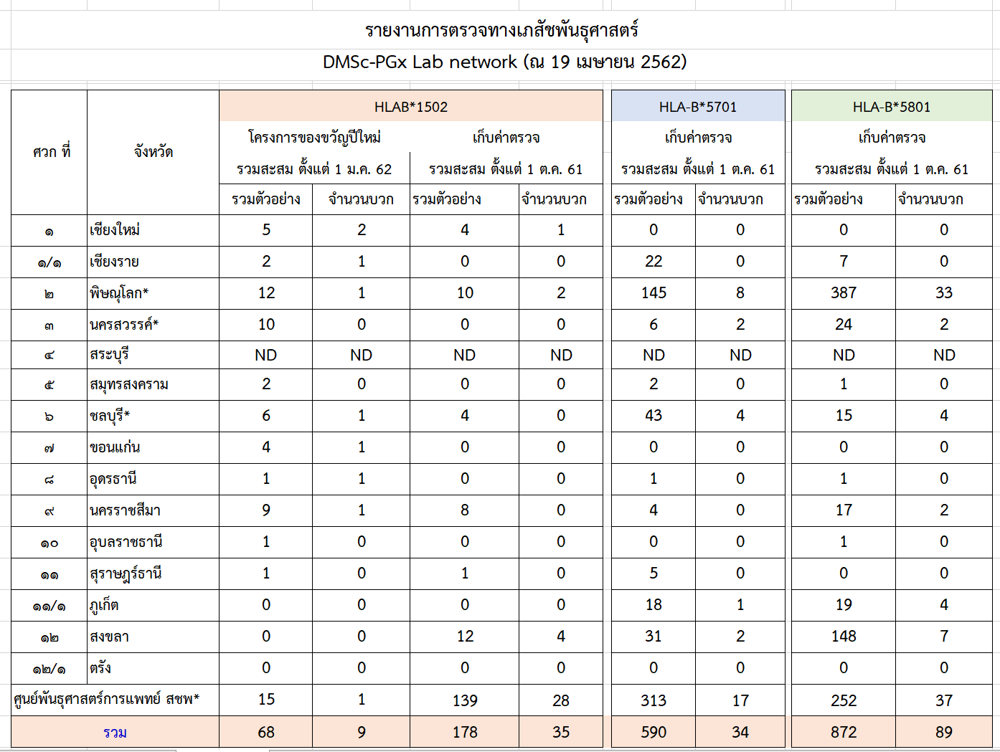 รายงานการตรวจทางเภสัชพันธุศาสตร์
DMSc-PGx Lab network (ณ 19 เมษายน 2562)
ศวก ที่ จังหวัด HLAB*1502 HLA-B*5701 HLA-B*5801
โครงการของขวัญปีใหม่ เก็บค่าตรวจ เก็บค่าตรวจ เก็บค่าตรวจ
รวมสะสม ตั้งแต่ 1 ม.ค. 62 รวมสะสม ตั้งแต่ 1 ต.ค. 61 รวมสะสม ตั้งแต่ 1 ต.ค. 61 รวมสะสม ตั้งแต่ 1 ต.ค. 61
รวมตัวอย่าง จำนวนบวก รวมตัวอย่าง จำนวนบวก รวมตัวอย่าง จำนวนบวก รวมตัวอย่าง จำนวนบวก
๑ เชียงใหม่ 5 2 4 1 0 0 0 0
๑/๑ เชียงราย 2 1 0 0 22 0 7 0
๒ พิษณุโลก* 12 1 10 2 145 8 387 33
๓ นครสวรรค์* 10 0 0 0 6 2 24 2
๔ สระบุรี ND ND ND ND ND ND ND ND
๕ สมุทรสงคราม 2 0 0 0 2 0 1 0
๖ ชลบุรี* 6 1 4 0 43 4 15 4
๗ ขอนแก่น 4 1 0 0 0 0 0 0
๘ อุดรธานี 1 1 0 0 1 0 1 0
๙ นครราชสีมา 9 1 8 0 4 0 17 2
๑๐ อุบลราชธานี 1 0 0 0 0 0 1 0
๑๑ สุราษฎร์ธานี 1 0 1 0 5 0 0 0
๑๑/๑ ภูเก็ต 0 0 0 0 18 1 19 4
๑๒ สงขลา 0 0 12 4 31 2 148 7
๑๒/๑ ตรัง 0 0 0 0 0 0 0 0
ศูนย์พันธุศาสตร์การแพทย์ สชพ* 15 1 139 28 313 17 252 37
รวม 68 9 178 35 590 34 872 89